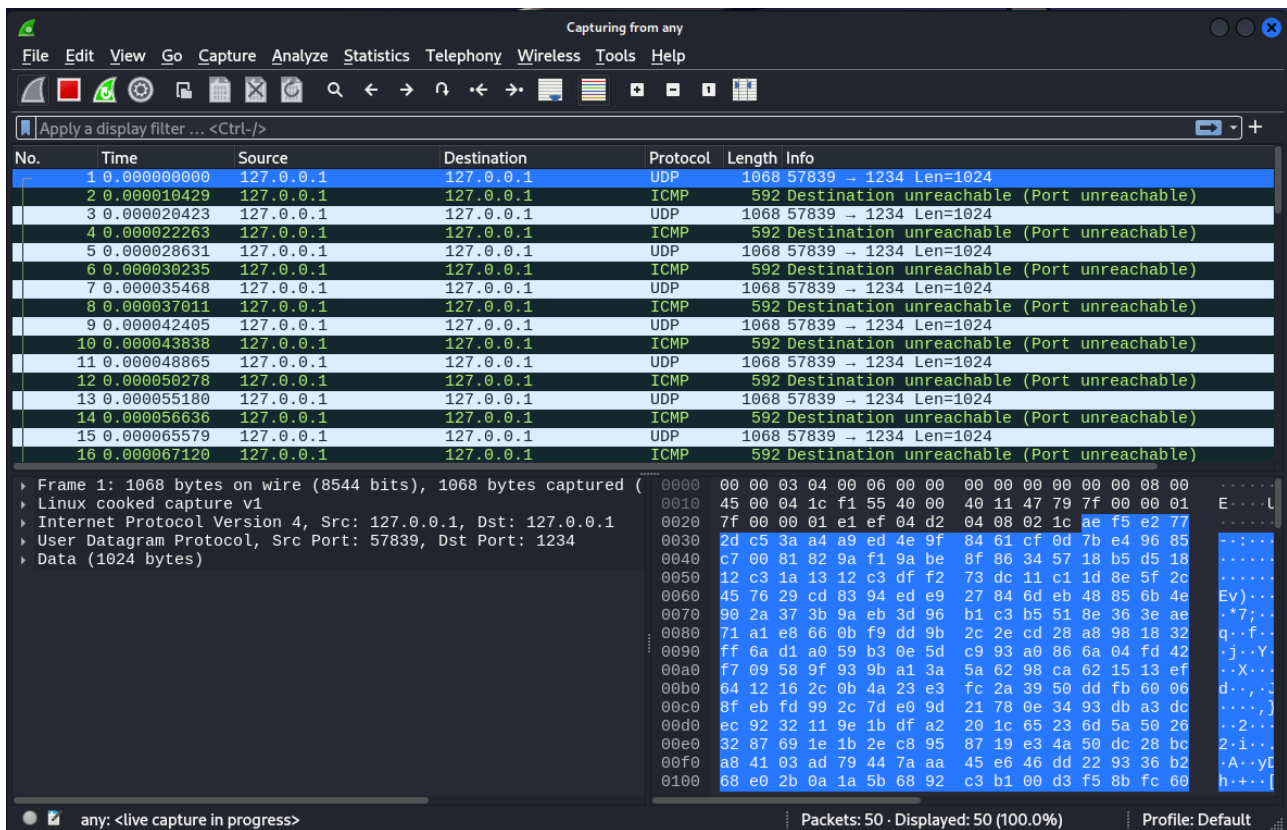 Capturing from any
File Edit View Go Capture Analyze Statistics Telephony Wireless Tools Help
Apply a display filter ... <Ctrl-/>
No. Time Source Destination Protocol Length Info
1 0.000000000 127.0.0.1 127.0.0.1 UDP 1068 57839 → 1234 Len=1024
2 0.000010429 127.0.0.1 127.0.0.1 ICMP 592 Destination unreachable (Port unreachable)
3 0.000020423 127.0.0.1 127.0.0.1 UDP 1068 57839 → 1234 Len=1024
4 0.000022263 127.0.0.1 127.0.0.1 ICMP 592 Destination unreachable (Port unreachable)
5 0.000028631 127.0.0.1 127.0.0.1 UDP 1068 57839 → 1234 Len=1024
6 0.000030235 127.0.0.1 127.0.0.1 ICMP 592 Destination unreachable (Port unreachable)
7 0.000035468 127.0.0.1 127.0.0.1 UDP 1068 57839 → 1234 Len=1024
8 0.000037011 127.0.0.1 127.0.0.1 ICMP 592 Destination unreachable (Port unreachable)
9 0.000042405 127.0.0.1 127.0.0.1 UDP 1068 57839 → 1234 Len=1024
10 0.000043838 127.0.0.1 127.0.0.1 ICMP 592 Destination unreachable (Port unreachable)
11 0.000048865 127.0.0.1 127.0.0.1 UDP 1068 57839 → 1234 Len=1024
12 0.000050278 127.0.0.1 127.0.0.1 ICMP 592 Destination unreachable (Port unreachable)
13 0.000055180 127.0.0.1 127.0.0.1 UDP 1068 57839 → 1234 Len=1024
14 0.000056636 127.0.0.1 127.0.0.1 ICMP 592 Destination unreachable (Port unreachable)
15 0.000065579 127.0.0.1 127.0.0.1 UDP 1068 57839 → 1234 Len=1024
16 0.000067120 127.0.0.1 127.0.0.1 ICMP 592 Destination unreachable (Port unreachable)
Frame 1: 1068 bytes on wire (8544 bits), 1068 bytes captured (
Linux cooked capture v1
Internet Protocol Version 4, Src: 127.0.0.1, Dst: 127.0.0.1
User Datagram Protocol, Src Port: 57839, Dst Port: 1234
Data (1024 bytes)
0000 00 00 03 04 00 06 00 00 00 00 00 00 00 00 08 00 ······
0010 45 00 04 1c f1 55 40 00 40 11 47 79 7f 00 00 01 E····U
0020 7f 00 00 01 e1 ef 04 d2 04 08 02 1c ae f5 e2 77 ······
0030 2d c5 3a a4 a9 ed 4e 9f 84 61 cf 0d 7b e4 96 85 -·:···
0040 c7 00 81 82 9a f1 9a be 8f 86 34 57 18 b5 d5 18 ······
0050 12 c3 1a 13 12 c3 df f2 73 dc 11 c1 1d 8e 5f 2c ······
0060 45 76 29 cd 83 94 ed e9 27 84 6d eb 48 85 6b 4e Ev)···
0070 90 2a 37 3b 9a eb 3d 96 b1 c3 b5 51 8e 36 3e ae ·*7;··
0080 71 a1 e8 66 0b f9 dd 9b 2c 2e cd 28 a8 98 18 32 q··f··
0090 ff 6a d1 a0 59 b3 0e 5d c9 93 a0 86 6a 04 fd 42 ·j··Y·
00a0 f7 09 58 9f 93 9b a1 3a 5a 62 98 ca 62 15 13 ef ··X···
00b0 64 12 16 2c 0b 4a 23 e3 fc 2a 39 50 dd fb 60 06 d··,·J
00c0 8f eb fd 99 2c 7d e0 9d 21 78 0e 34 93 db a3 dc ····,}
00d0 ec 92 32 11 9e 1b df a2 20 1c 65 23 6d 5a 50 26 ··2···
00e0 32 87 69 1e 1b 2e c8 95 87 19 e3 4a 50 dc 28 bc 2·i··.
00f0 a8 41 03 ad 79 44 7a aa 45 e6 46 dd 22 93 36 b2 ·A··yD
0100 68 e0 2b 0a 1a 5b 68 92 c3 b1 00 d3 f5 8b fc 60 h·+··[
any: <live capture in progress> Packets: 50 · Displayed: 50 (100.0%) Profile: Default